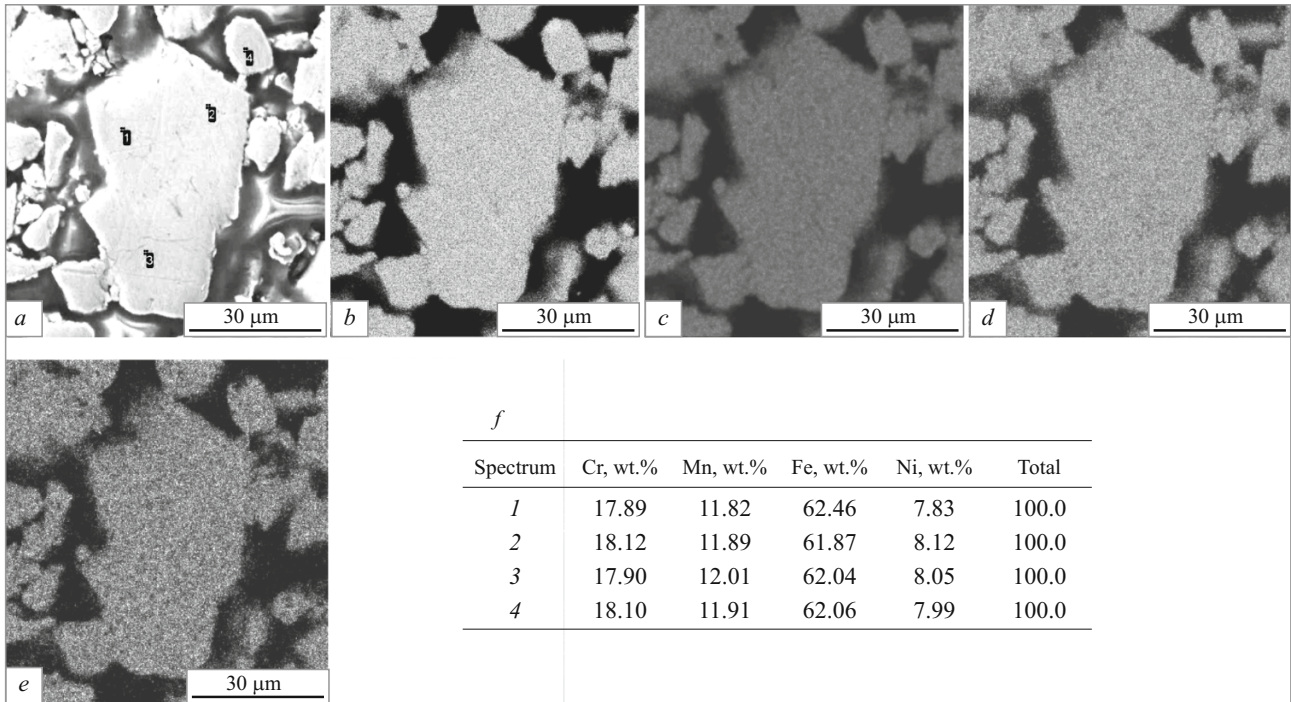 1
2
3
4
a
30 µm
b
30 µm
c
30 µm
d
30 µm
e
30 µm
f
Spectrum Cr, wt.% Mn, wt.% Fe, wt.% Ni, wt.% Total
1 17.89 11.82 62.46 7.83 100.0
2 18.12 11.89 61.87 8.12 100.0
3 17.90 12.01 62.04 8.05 100.0
4 18.10 11.91 62.06 7.99 100.0